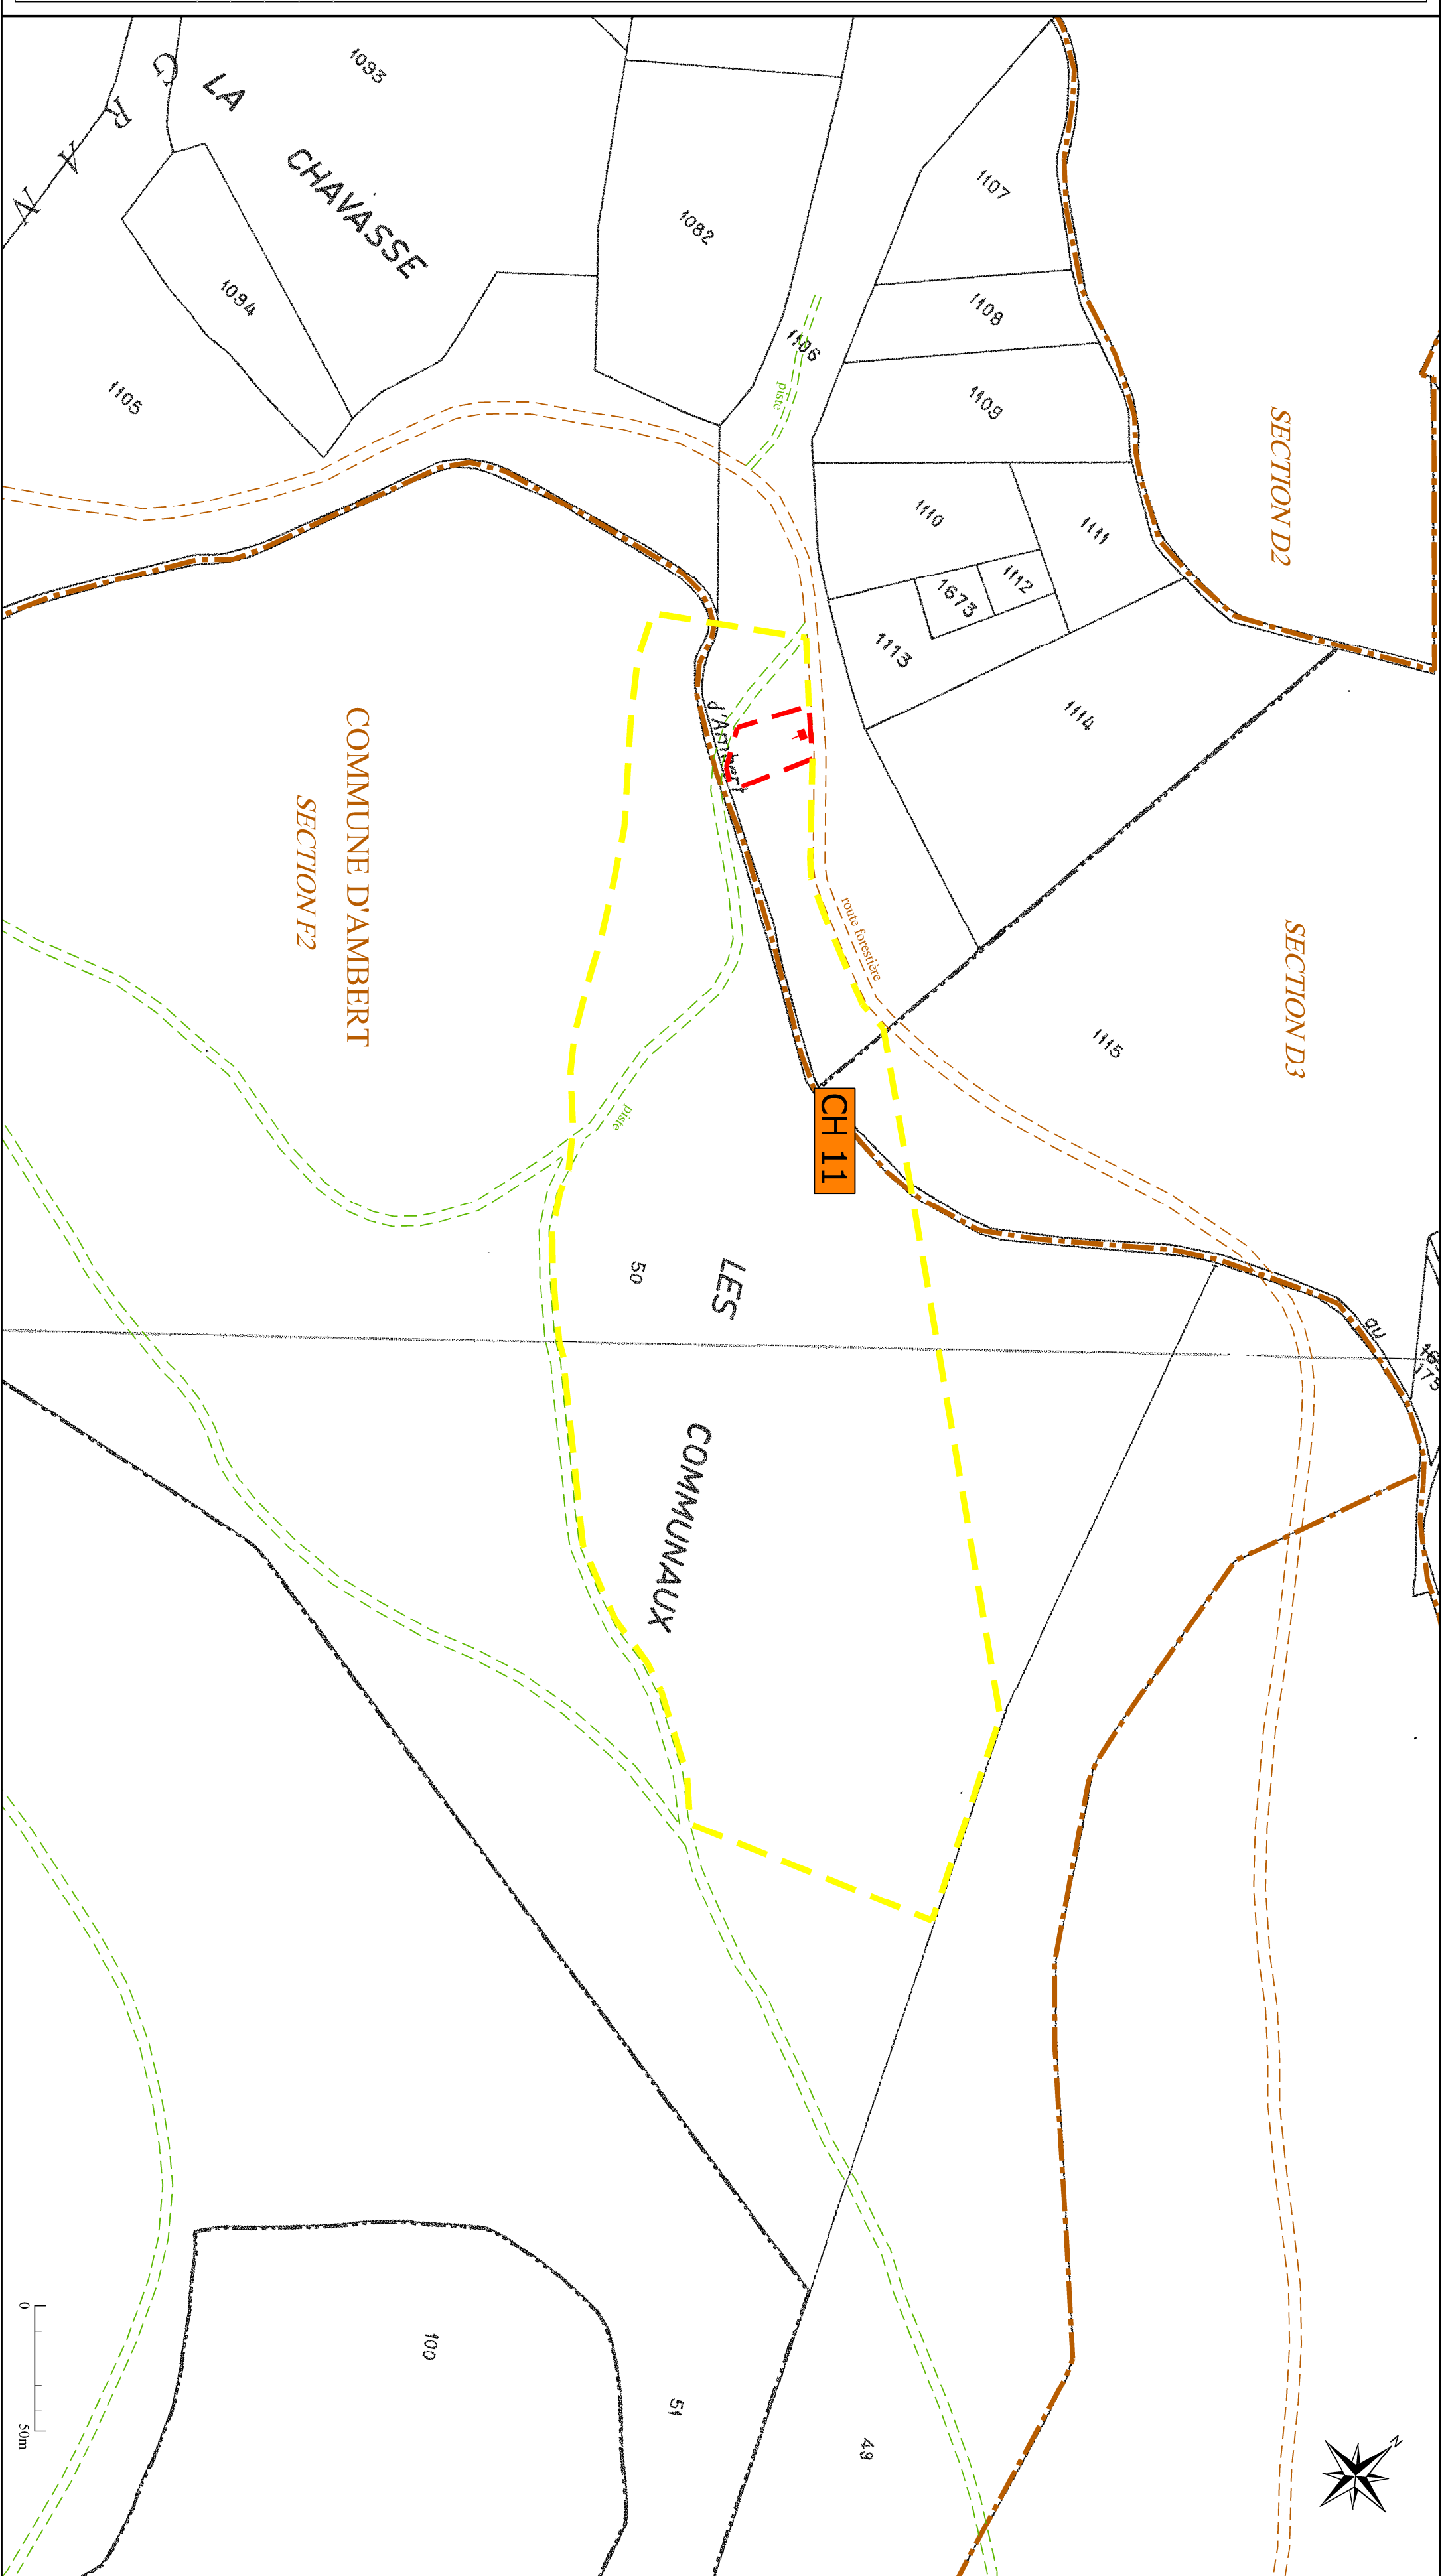 SECTION D2
SECTION D3
COMMUNE D'AMBERT
SECTION F2
LA
CHAVASSE
G
R
A
N
LES
COMMUNAUX
1093
1094
1105
1082
1106
piste
1107
1108
1109
1110
1111
1112
1673
1113
1114
1115
d'Ambert
route forestière
CH 11
piste
50
au
175
100
51
49
N
0
50m